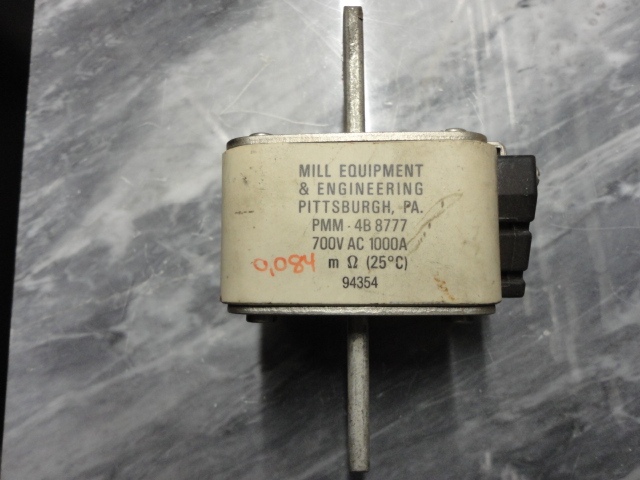 MILL EQUIPMENT
& ENGINEERING
PITTSBURGH, PA.
PMM - 4B 8777
700V AC 1000A
0,084 m Ω (25°C)
94354